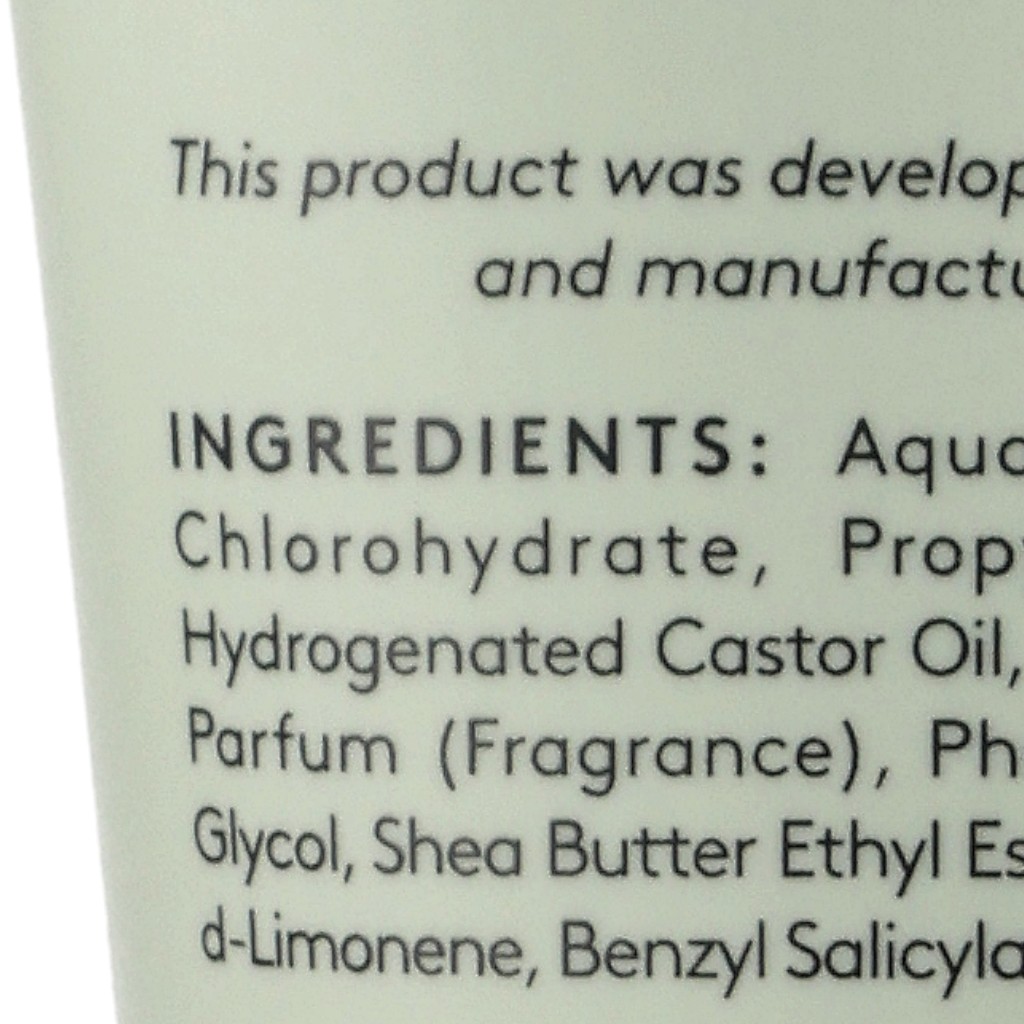 This product was develop
and manufactu
INGREDIENTS: Aqua
Chlorohydrate, Prop
Hydrogenated Castor Oil,
Parfum (Fragrance), Ph
Glycol, Shea Butter Ethyl Es
d-Limonene, Benzyl Salicyla